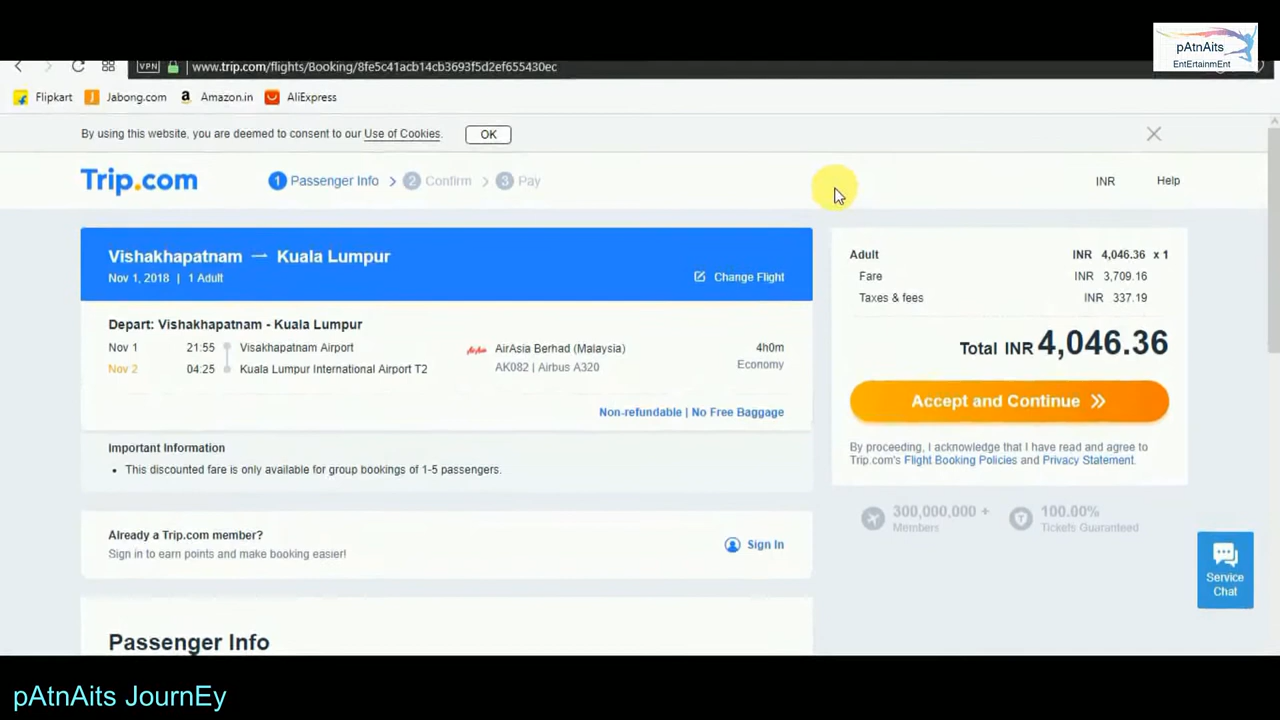 pAtnAits
EntErtainmEnt
VPN
www.trip.com/flights/Booking/8fe5c41acb14cb3693f5d2ef655430ec
Flipkart
Jabong.com
Amazon.in
AliExpress
By using this website, you are deemed to consent to our Use of Cookies.
OK
Trip.com
1 Passenger Info
2 Confirm
3 Pay
INR
Help
Vishakhapatnam
Kuala Lumpur
Nov 1, 2018 | 1 Adult
Change Flight
Depart: Vishakhapatnam - Kuala Lumpur
Nov 1
21:55
Visakhapatnam Airport
Nov 2
04:25
Kuala Lumpur International Airport T2
AirAsia Berhad (Malaysia)
AK082 | Airbus A320
4h0m
Economy
Non-refundable | No Free Baggage
Important Information
This discounted fare is only available for group bookings of 1-5 passengers.
Already a Trip.com member?
Sign in to earn points and make booking easier!
Sign In
Passenger Info
Adult
INR 4,046.36 x 1
Fare
INR 3,709.16
Taxes & fees
INR 337.19
Total INR 4,046.36
Accept and Continue
By proceeding, I acknowledge that I have read and agree to
Trip.com's Flight Booking Policies and Privacy Statement.
300,000,000 +
Members
100.00%
Tickets Guaranteed
Service
Chat
pAtnAits JournEy